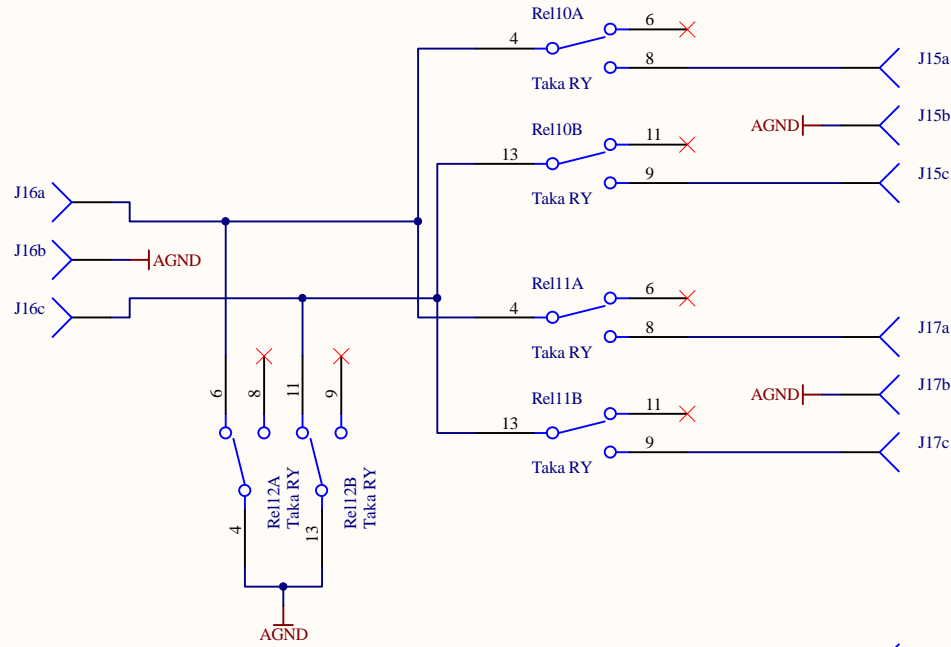 Rel10A
6
4
8
J15a
Taka RY
AGND
J15b
Rel10B
11
13
9
J15c
Taka RY
J16a
J16b
AGND
J16c
Rel11A
6
4
8
J17a
Taka RY
AGND
J17b
Rel11B
11
13
9
J17c
Taka RY
6
8
11
9
Rel12A
Taka RY
Rel12B
Taka RY
4
13
AGND